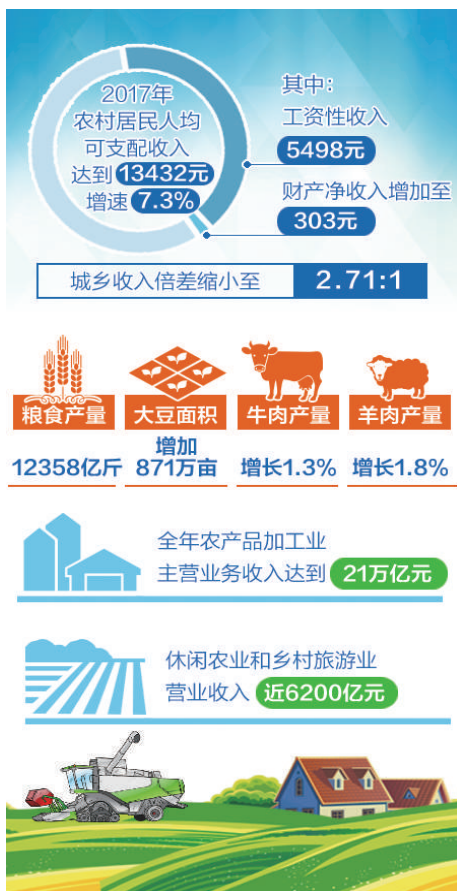 2017年
农村居民人均
可支配收入
达到13432元
增速7.3%
其中：
工资性收入
5498元
财产净收入增加至
303元
城乡收入倍差缩小至 2.71:1
粮食产量
12358亿斤
大豆面积
增加
871万亩
牛肉产量
增长1.3%
羊肉产量
增长1.8%
全年农产品加工业
主营业务收入达到 21万亿元
休闲农业和乡村旅游业
营业收入 近6200亿元